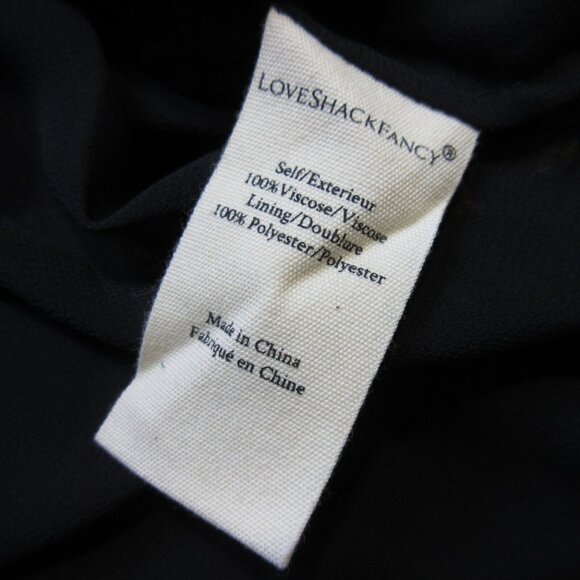 LOVESHACKFANCY®
Self/Exterieur
100% Viscose/Viscose
Lining/Doublure
100% Polyester/Polyester
Made in China
Fabriqué en Chine